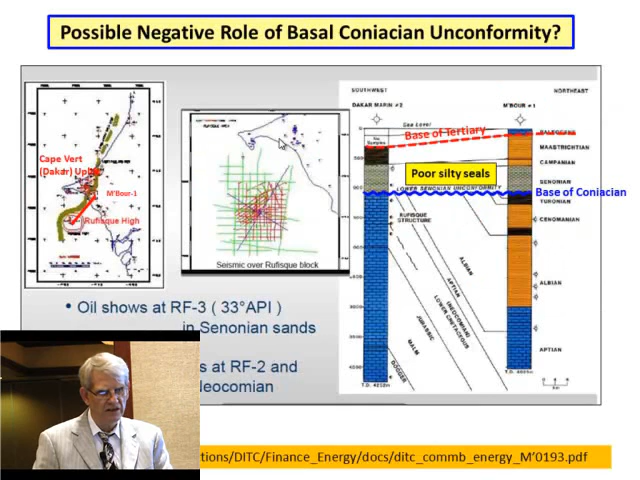 Possible Negative Role of Basal Coniacian Unconformity?
Cape Vert
(Dakar) Uplift
M'Bour-1
Rufisque High
Seismic over Rufisque block
• Oil shows at RF-3 ( 33°API )
in Senonian sands
s at RF-2 and
Neocomian
SOUTHWEST
NORTHEAST
DAKAR MARIN #2
M'BOUR #1
Sea Level
Base of Tertiary
PALEOCENE
MAASTRICHTIAN
CAMPANIAN
Poor silty seals
SENONIAN
LOWER SENONIAN UNCONFORMITY
Base of Coniacian
TURONIAN
RUFISQUE
STRUCTURE
CENOMANIAN
ALBIAN
ALBIAN
APTIAN
NEOCOMIAN
LOWER CRETACEOUS
JURASSIC
MALM
DOGGER
APTIAN
T.D.
T.D.
tions/DITC/Finance_Energy/docs/ditc_commb_energy_M'0193.pdf